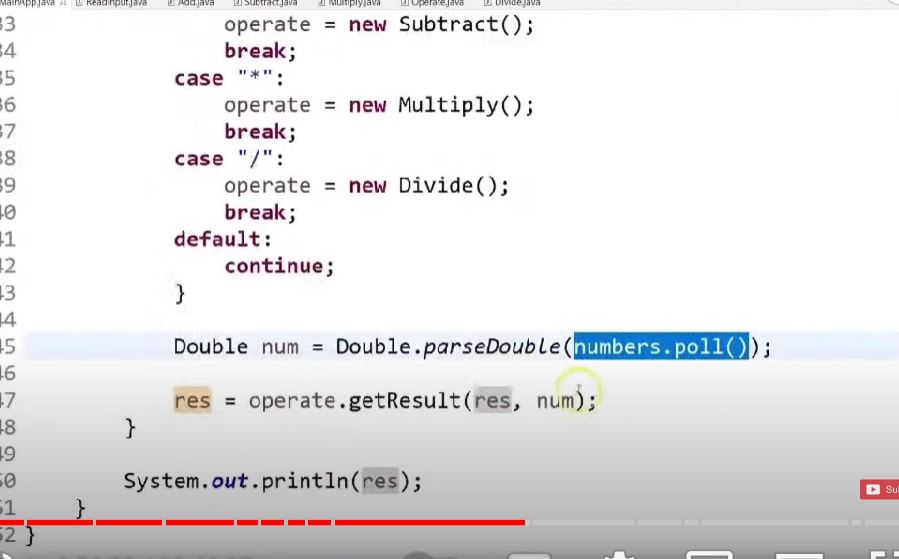 MainApp.java ReadInput.java Add.java Subtract.java Multiply.java Operate.java Divide.java
33 operate = new Subtract();
34 break;
35 case "*":
36 operate = new Multiply();
37 break;
38 case "/":
39 operate = new Divide();
40 break;
41 default:
42 continue;
43 }
44
45 Double num = Double.parseDouble(numbers.poll());
46
47 res = operate.getResult(res, num);
48 }
49
50 System.out.println(res);
51 }
52 }